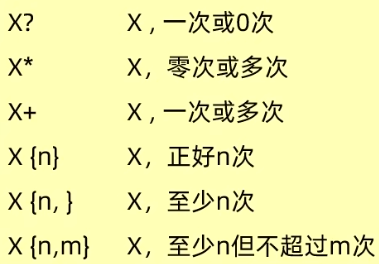 X?  X , 一次或0次
X*  X，零次或多次
X+  X , 一次或多次
X {n}  X，正好n次
X {n, }  X，至少n次
X {n,m}  X，至少n但不超过m次